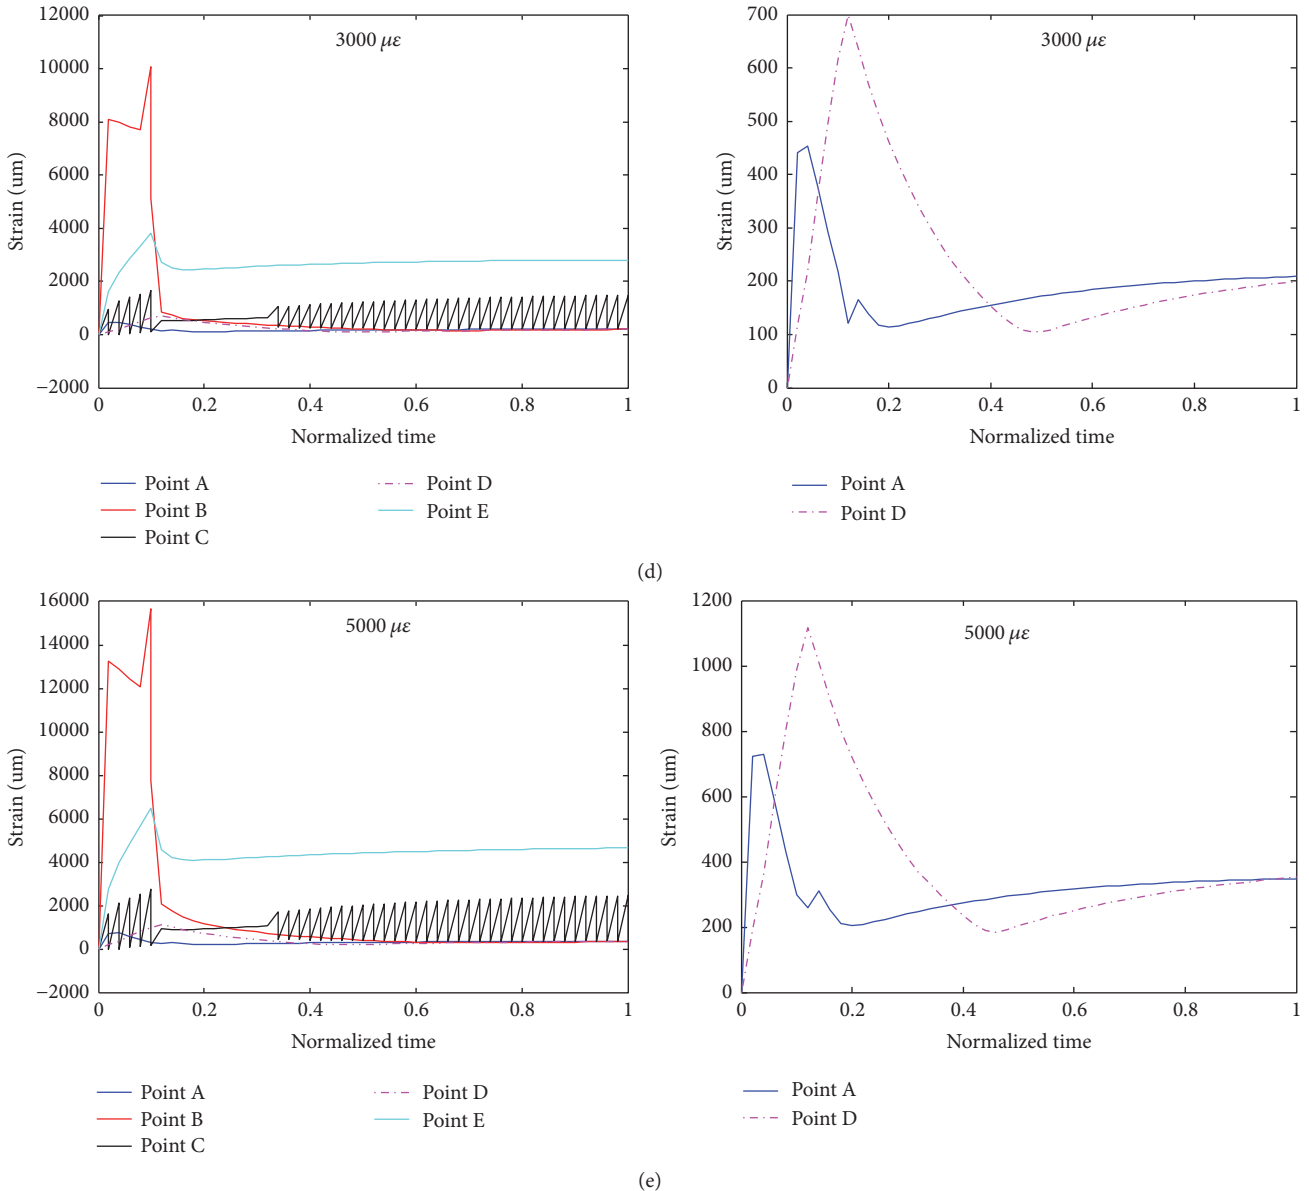 3000 με
12000
10000
8000
6000
4000
2000
0
−2000
Strain (um)
0
0.2
0.4
0.6
0.8
1
Normalized time
Point A
Point B
Point C
Point D
Point E
3000 με
700
600
500
400
300
200
100
0
Strain (um)
0
0.2
0.4
0.6
0.8
1
Normalized time
Point A
Point D
(d)
5000 με
16000
14000
12000
10000
8000
6000
4000
2000
0
−2000
Strain (um)
0
0.2
0.4
0.6
0.8
1
Normalized time
Point A
Point B
Point C
Point D
Point E
5000 με
1200
1000
800
600
400
200
0
Strain (um)
0
0.2
0.4
0.6
0.8
1
Normalized time
Point A
Point D
(e)